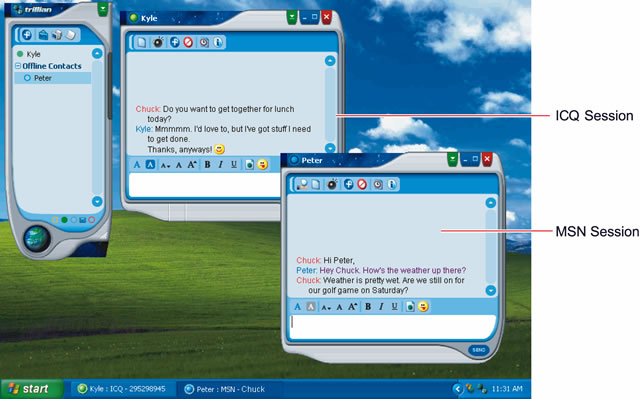 trillian
Kyle
Offline Contacts
Peter
Kyle
Chuck: Do you want to get together for lunch
today?
Kyle: Mmmmm. I'd love to, but I've got stuff I need
to get done.
Thanks, anyways!
A A A A A B I U
ICQ Session
Peter
MSN Session
Chuck: Hi Peter,
Peter: Hey Chuck. How's the weather up there?
Chuck: Weather is pretty wet. Are we still on for
our golf game on Saturday?
A A A A A B I U
SEND
start
Kyle : ICQ - 295298945
Peter : MSN - Chuck
11:31 AM